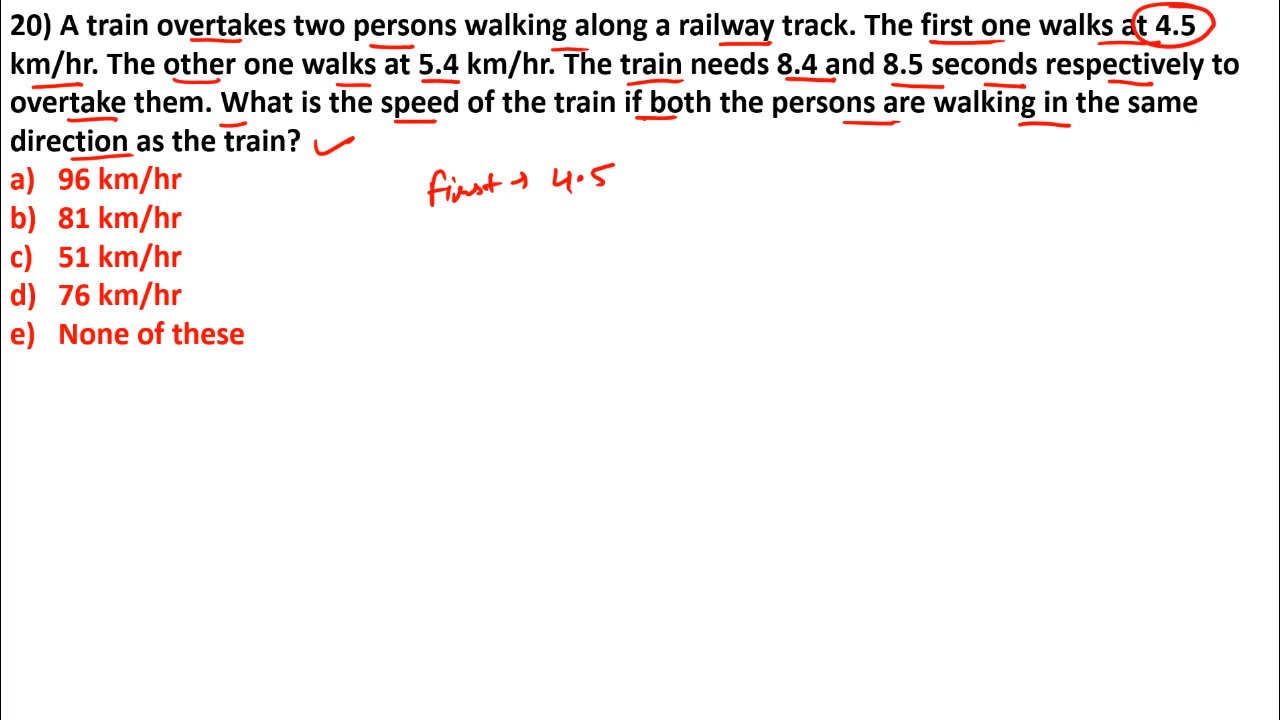 20) A train overtakes two persons walking along a railway track. The first one walks at 4.5
km/hr. The other one walks at 5.4 km/hr. The train needs 8.4 and 8.5 seconds respectively to
overtake them. What is the speed of the train if both the persons are walking in the same
direction as the train?
a) 96 km/hr
first → 4.5
b) 81 km/hr
c) 51 km/hr
d) 76 km/hr
e) None of these